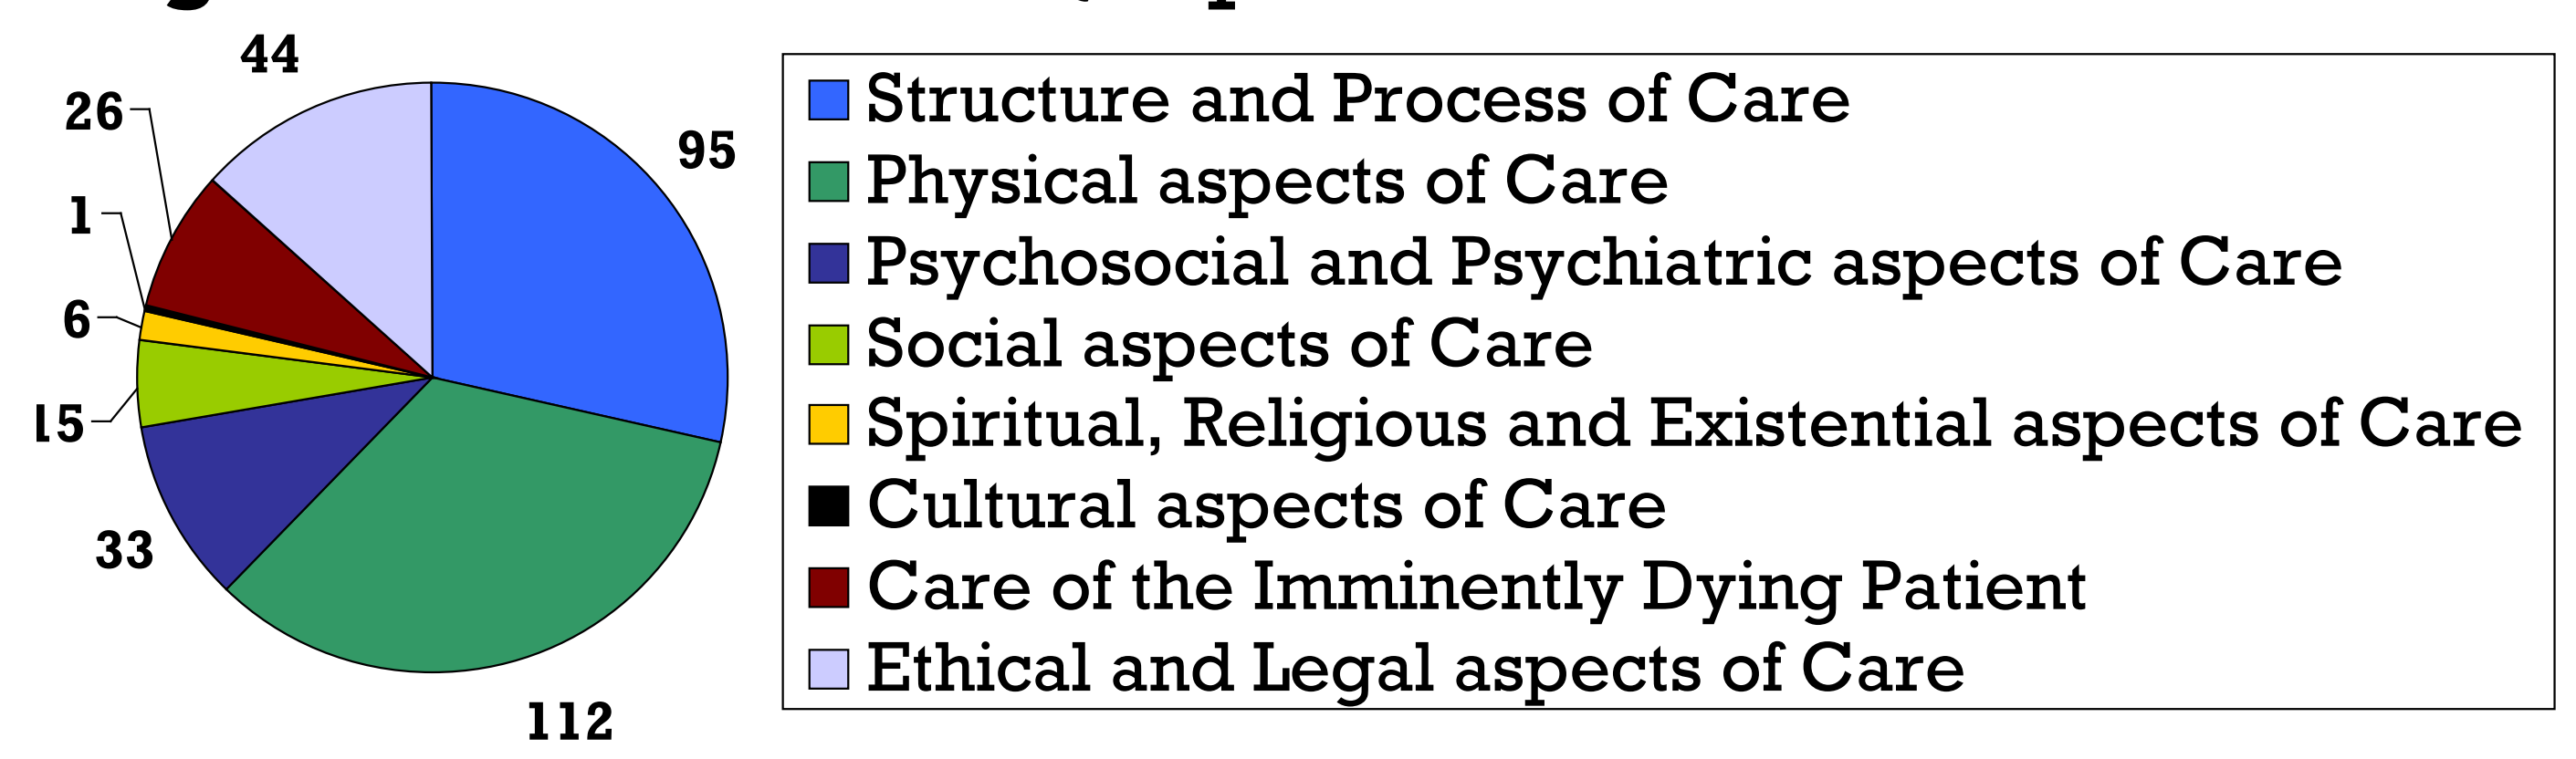 44
26
95
1
6
15
33
112
Structure and Process of Care
Physical aspects of Care
Psychosocial and Psychiatric aspects of Care
Social aspects of Care
Spiritual, Religious and Existential aspects of Care
Cultural aspects of Care
Care of the Imminently Dying Patient
Ethical and Legal aspects of Care